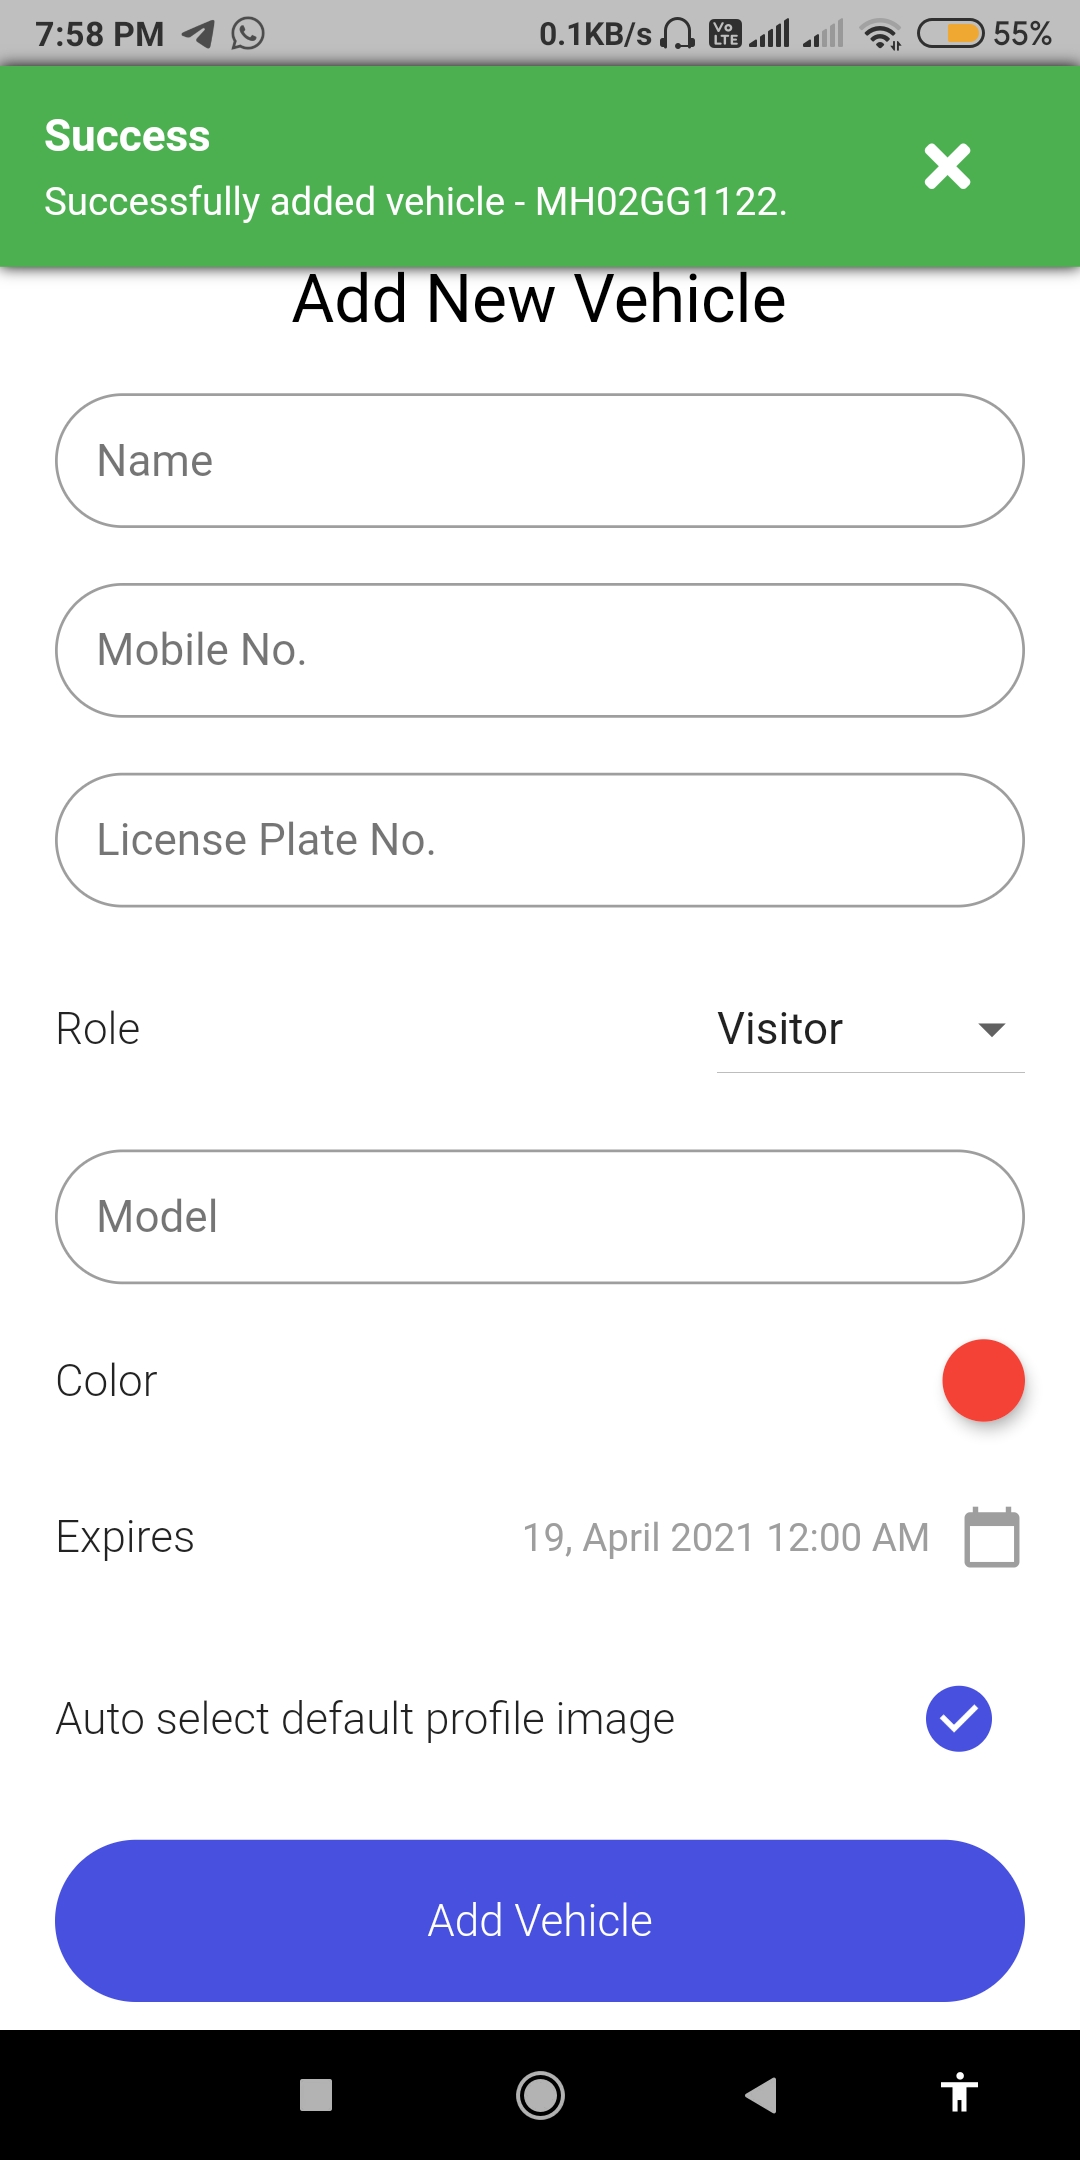 7:58 PM 0.1KB/s Vo LTE 55%
Success
Successfully added vehicle - MH02GG1122.
Add New Vehicle
Name
Mobile No.
License Plate No.
Role Visitor
Model
Color
Expires 19, April 2021 12:00 AM
Auto select default profile image
Add Vehicle